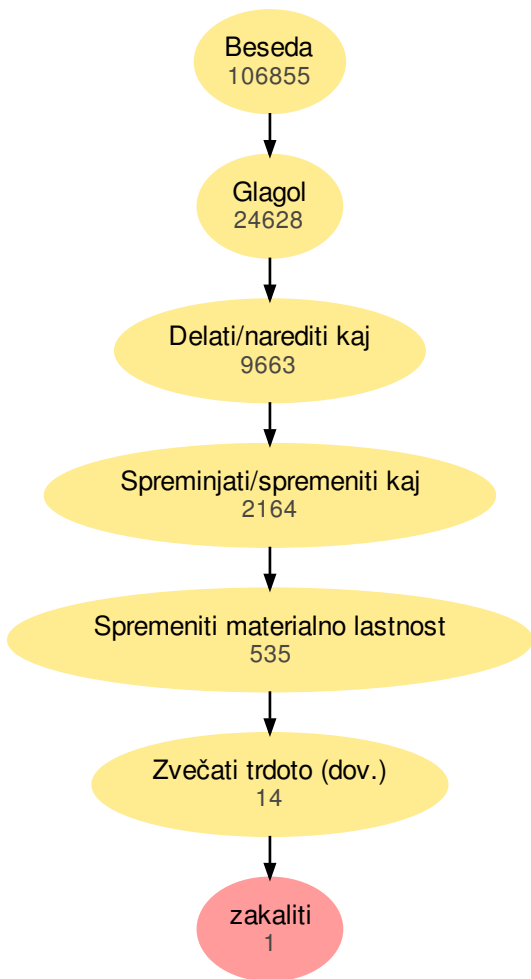 Beseda
106855
Glagol
24628
Delati/narediti kaj
9663
Spreminjati/spremeniti kaj
2164
Spremeniti materialno lastnost
535
Zvečati trdoto (dov.)
14
zakaliti
1